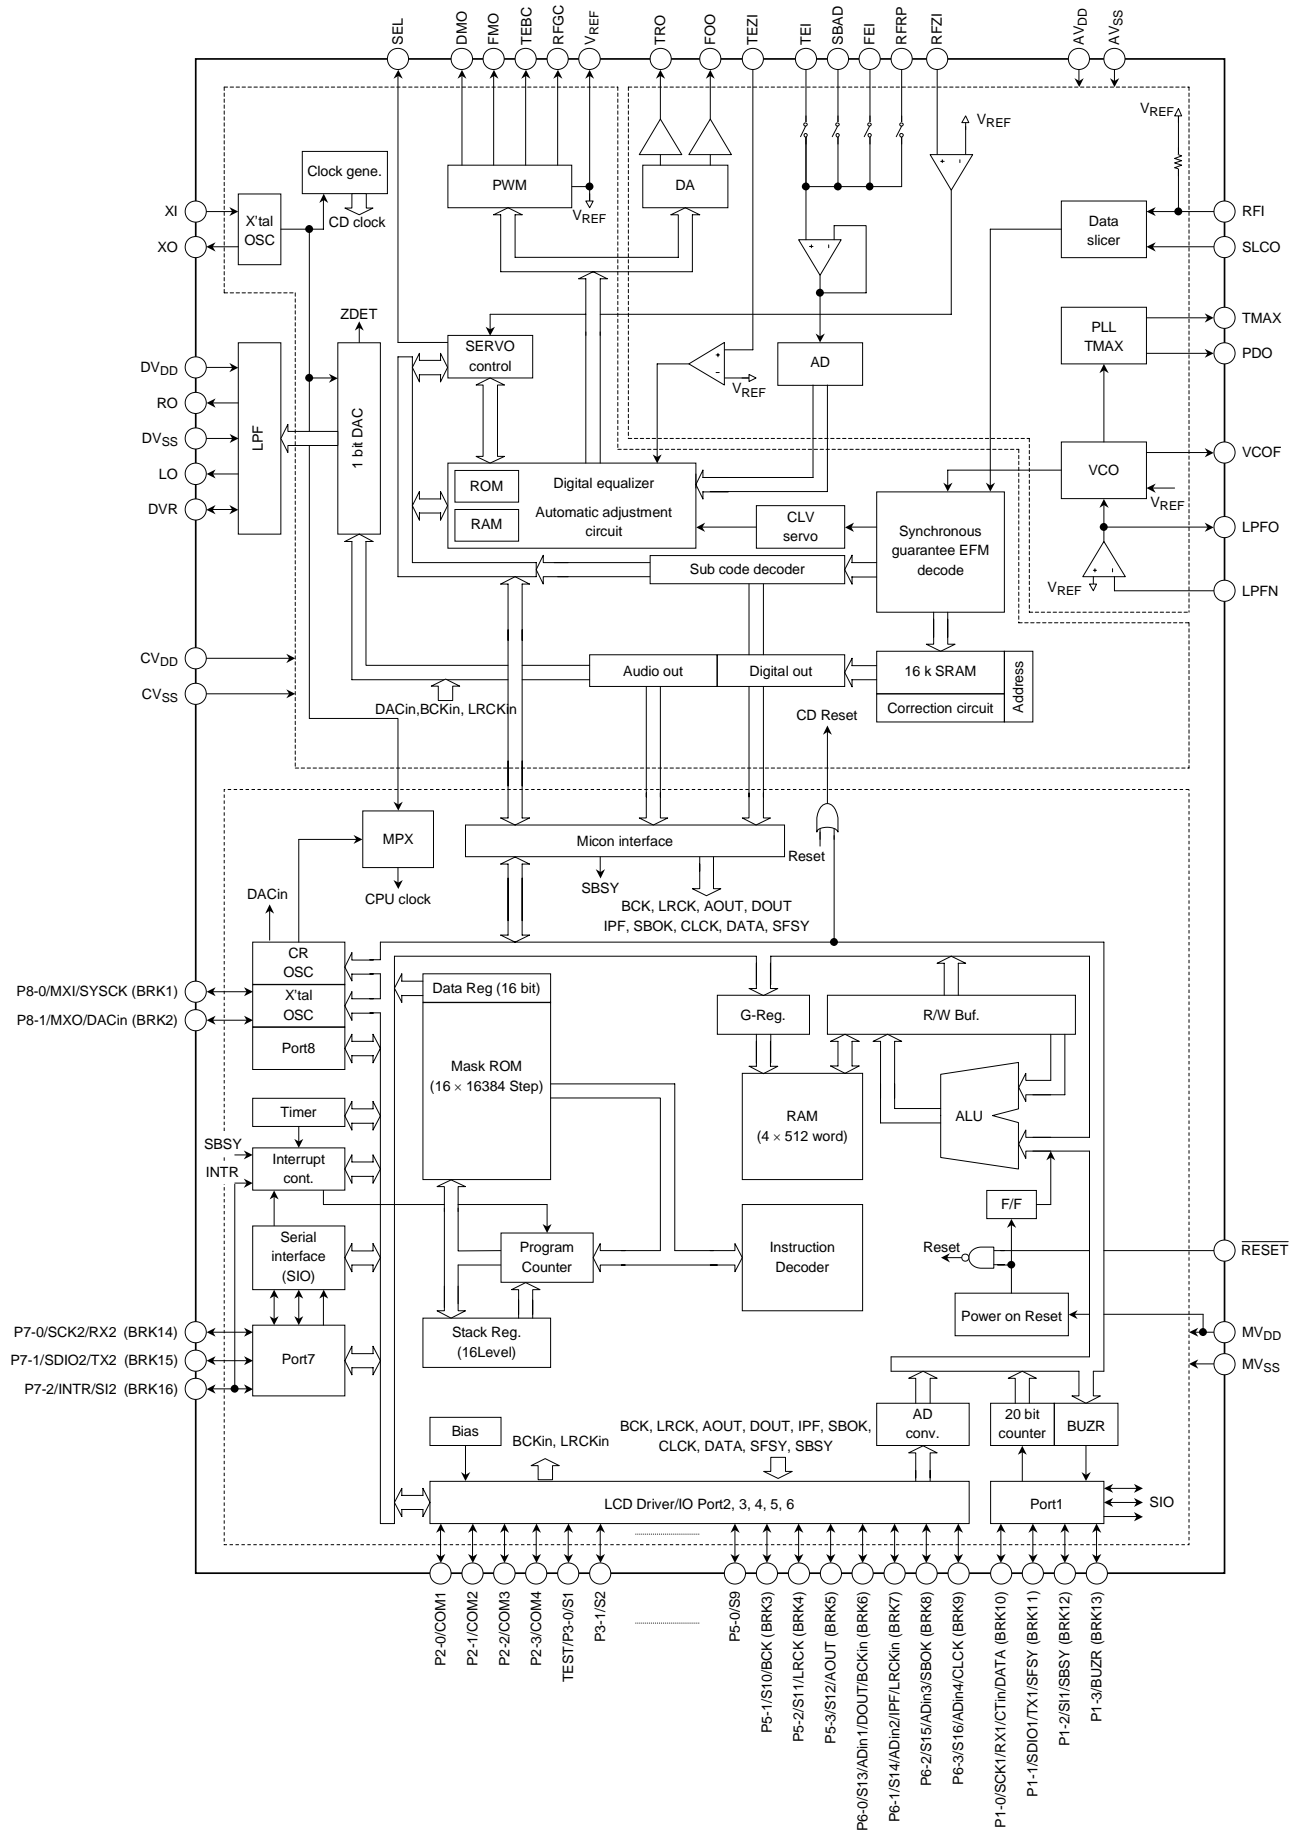 SEL
DMO
FMO
TEBC
RFGC
VREF
TRO
FOO
TEZI
TEI
SBAD
FEI
RFRP
RFZI
AVDD
AVSS
VREF
VREF
Clock gene.
CD clock
PWM
VREF
DA
XI
XO
X'tal
OSC
Data
slicer
RFI
SLCO
ZDET
SERVO
control
AD
VREF
PLL
TMAX
TMAX
PDO
DVDD
RO
DVSS
LO
DVR
LPF
1 bit DAC
ROM
RAM
Digital equalizer
Automatic adjustment
circuit
CLV
servo
Synchronous
guarantee EFM
decode
VCO
VREF
VCOF
LPFO
VREF
LPFN
Sub code decoder
CVDD
CVSS
Audio out
Digital out
16 k SRAM
Correction circuit
Address
DACin,BCKin, LRCKin
CD Reset
MPX
CPU clock
Micon interface
Reset
SBSY
BCK, LRCK, AOUT, DOUT
IPF, SBOK, CLCK, DATA, SFSY
DACin
CR
OSC
X'tal
OSC
Port8
P8-0/MXI/SYSCK (BRK1)
P8-1/MXO/DACin (BRK2)
Data Reg (16 bit)
Mask ROM
(16 × 16384 Step)
G-Reg.
R/W Buf.
RAM
(4 × 512 word)
ALU
Timer
SBSY
INTR
Interrupt
cont.
F/F
Serial
interface
(SIO)
Program
Counter
Instruction
Decoder
Reset
RESET
Power on Reset
MVDD
MVSS
Stack Reg.
(16Level)
P7-0/SCK2/RX2 (BRK14)
P7-1/SDIO2/TX2 (BRK15)
P7-2/INTR/SI2 (BRK16)
Port7
Bias
BCKin, LRCKin
BCK, LRCK, AOUT, DOUT, IPF, SBOK,
CLCK, DATA, SFSY, SBSY
AD
conv.
20 bit
counter
BUZR
LCD Driver/IO Port2, 3, 4, 5, 6
Port1
SIO
P2-0/COM1
P2-1/COM2
P2-2/COM3
P2-3/COM4
TEST/P3-0/S1
P3-1/S2
P5-0/S9
P5-1/S10/BCK (BRK3)
P5-2/S11/LRCK (BRK4)
P5-3/S12/AOUT (BRK5)
P6-0/S13/ADin1/DOUT/BCKin (BRK6)
P6-1/S14/ADin2/IPF/LRCKin (BRK7)
P6-2/S15/ADin3/SBOK (BRK8)
P6-3/S16/ADin4/CLCK (BRK9)
P1-0/SCK1/RX1/CTin/DATA (BRK10)
P1-1/SDIO1/TX1/SFSY (BRK11)
P1-2/SI1/SBSY (BRK12)
P1-3/BUZR (BRK13)